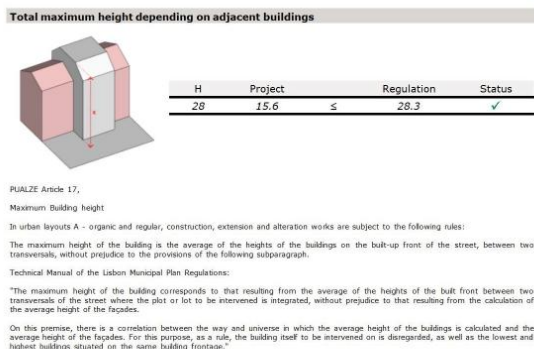 Total maximum height depending on adjacent buildings
H Project Regulation Status
28 15.6 ≤ 28.3 ✓
PUALZE Article 17,
Maximum Building height
In urban layouts A - organic and regular, construction, extension and alteration works are subject to the following rules:
The maximum height of the building is the average of the heights of the buildings on the built-up front of the street, between two
transversals, without prejudice to the provisions of the following subparagraph.
Technical Manual of the Lisbon Municipal Plan Regulations:
"The maximum height of the building corresponds to that resulting from the average of the heights of the built front between two
transversals of the street where the plot or lot to be intervened is integrated, without prejudice to that resulting from the calculation of
the average height of the façades.
On this premise, there is a correlation between the way and universe in which the average height of the buildings is calculated and the
average height of the façades. For this purpose, as a rule, the building itself to be intervened on is disregarded, as well as the lowest and
highest buildings situated on the same building frontage."